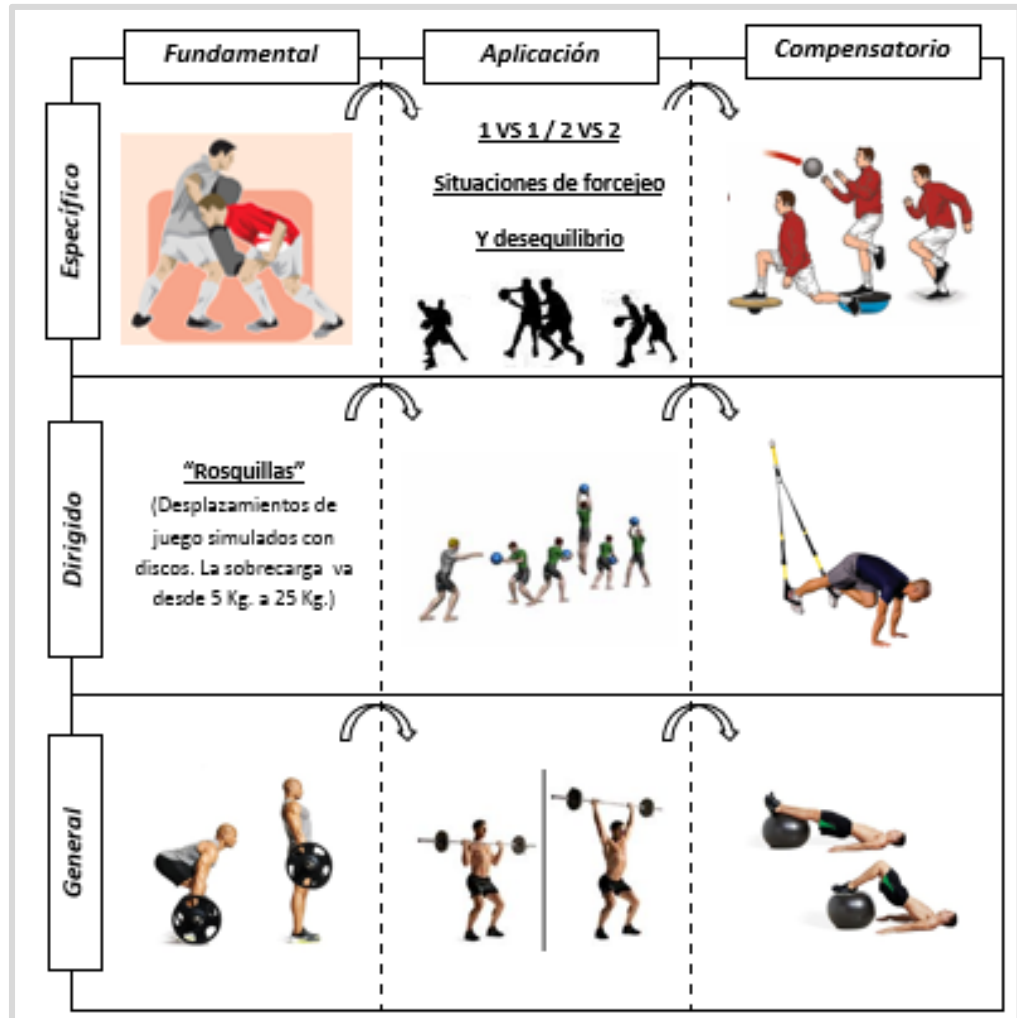 Fundamental
Aplicación
Compensatorio
Específico
1 VS 1 / 2 VS 2
Situaciones de forcejeo
Y desequilibrio
Dirigido
“Rosquillas”
(Desplazamientos de
juego simulados con
discos. La sobrecarga va
desde 5 Kg. a 25 Kg.)
General